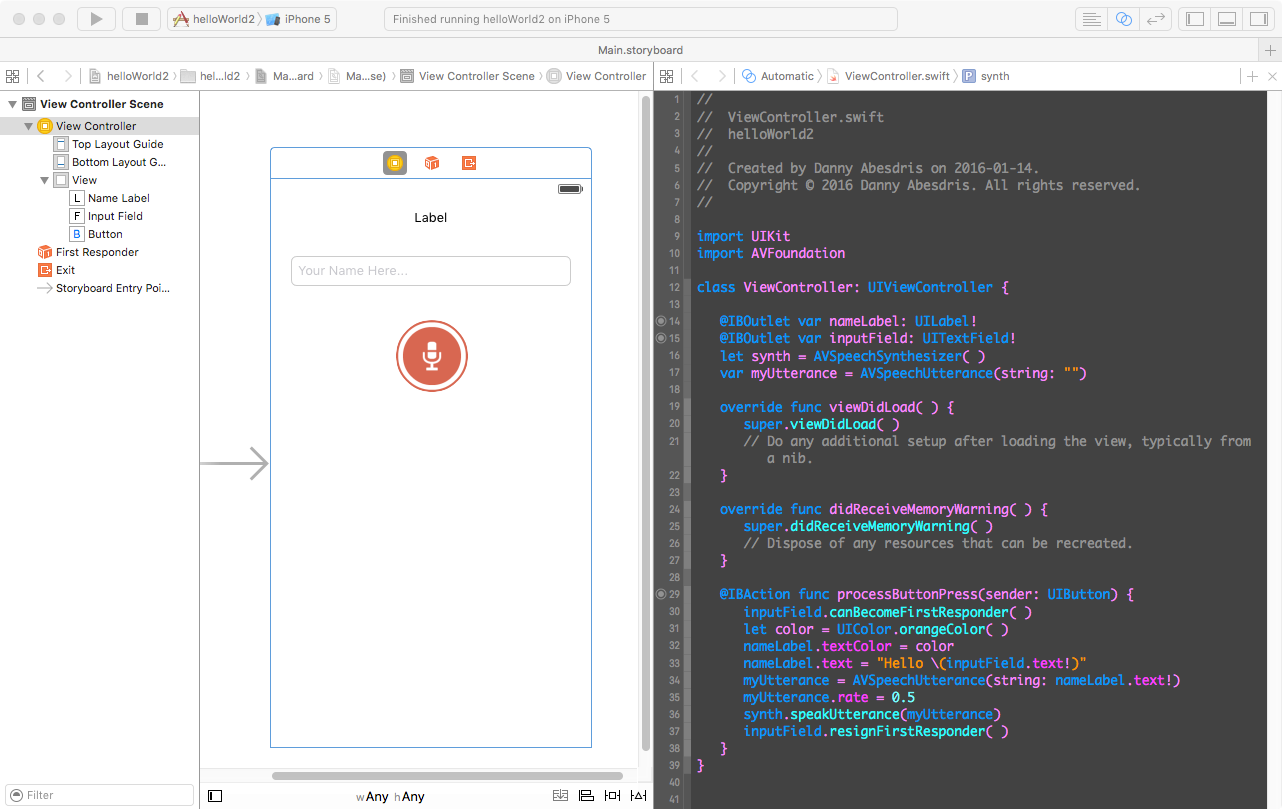 helloWorld2 〉 iPhone 5
Finished running helloWorld2 on iPhone 5
Main.storyboard
helloWorld2 〉 hel...ld2 〉 Ma...ard 〉 Ma...se) 〉 View Controller Scene 〉 View Controller
Automatic 〉 ViewController.swift 〉 P synth
View Controller Scene
View Controller
Top Layout Guide
Bottom Layout G...
View
L Name Label
F Input Field
B Button
First Responder
Exit
Storyboard Entry Poi...
Filter
Label
Your Name Here...
wAny hAny
1 //
2 //  ViewController.swift
3 //  helloWorld2
4 //
5 //  Created by Danny Abesdris on 2016-01-14.
6 //  Copyright © 2016 Danny Abesdris. All rights reserved.
7 //
8
9 import UIKit
10 import AVFoundation
11
12 class ViewController: UIViewController {
13
14    @IBOutlet var nameLabel: UILabel!
15    @IBOutlet var inputField: UITextField!
16    let synth = AVSpeechSynthesizer( )
17    var myUtterance = AVSpeechUtterance(string: "")
18
19    override func viewDidLoad( ) {
20       super.viewDidLoad( )
21       // Do any additional setup after loading the view, typically from
a nib.
22    }
23
24    override func didReceiveMemoryWarning( ) {
25       super.didReceiveMemoryWarning( )
26       // Dispose of any resources that can be recreated.
27    }
28
29    @IBAction func processButtonPress(sender: UIButton) {
30       inputField.canBecomeFirstResponder( )
31       let color = UIColor.orangeColor( )
32       nameLabel.textColor = color
33       nameLabel.text = "Hello \(inputField.text!)"
34       myUtterance = AVSpeechUtterance(string: nameLabel.text!)
35       myUtterance.rate = 0.5
36       synth.speakUtterance(myUtterance)
37       inputField.resignFirstResponder( )
38    }
39 }
40
41